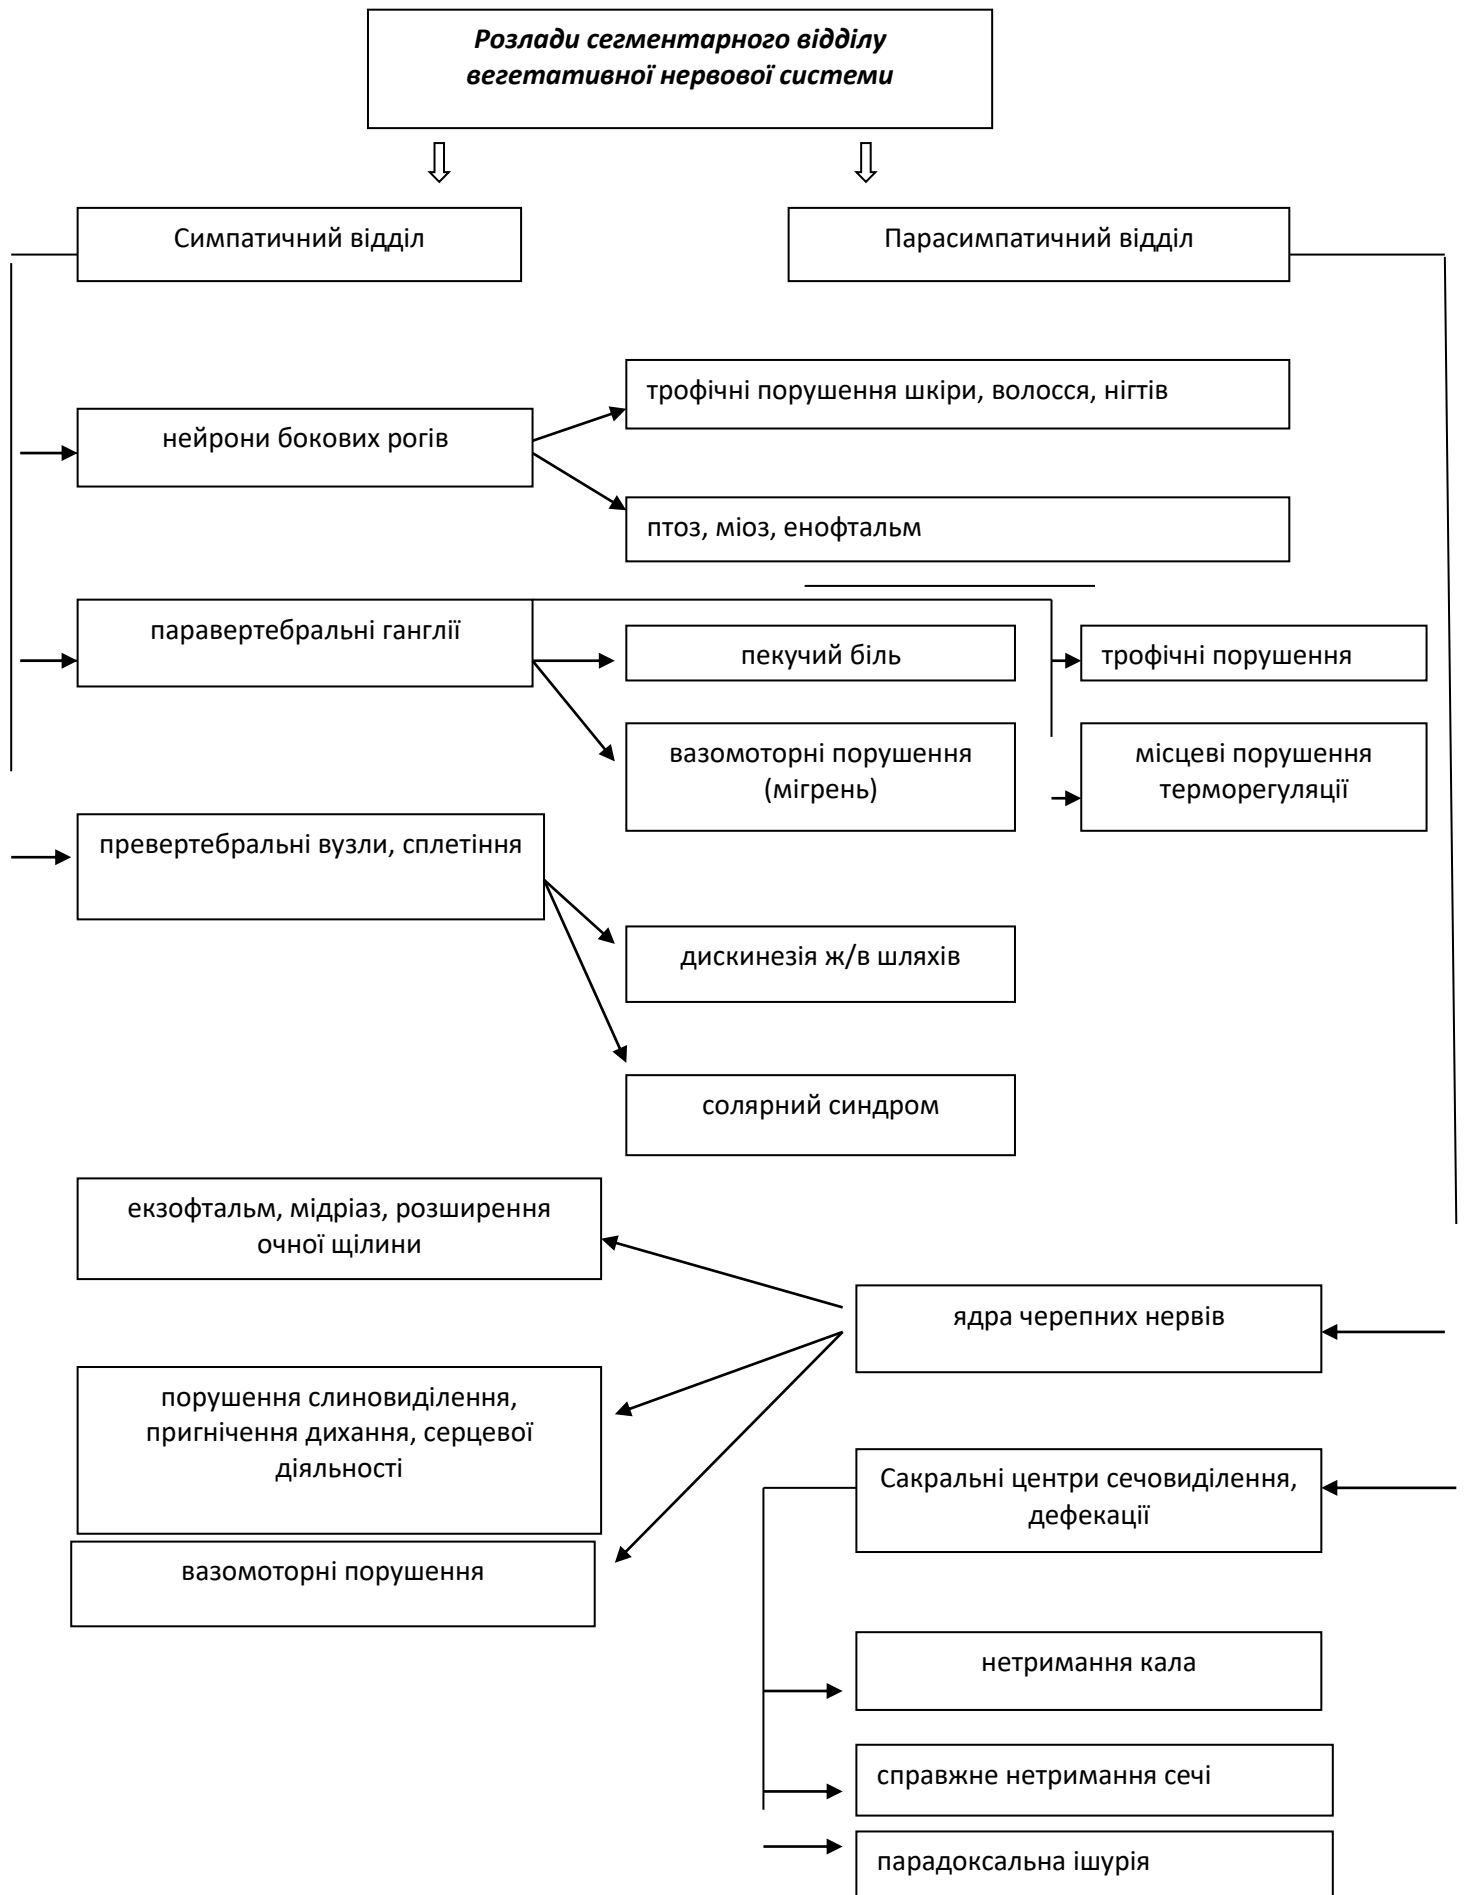 Розлади сегментарного відділу
вегетативної нервової системи
Симпатичний відділ
Парасимпатичний відділ
трофічні порушення шкіри, волосся, нігтів
нейрони бокових рогів
птоз, міоз, енофтальм
паравертебральні ганглії
пекучий біль
трофічні порушення
вазомоторні порушення
(мігрень)
місцеві порушення
терморегуляції
превертебральні вузли, сплетіння
дискинезія ж/в шляхів
солярний синдром
екзофтальм, мідріаз, розширення
очної щілини
ядра черепних нервів
порушення слиновиділення,
пригнічення дихання, серцевої
діяльності
Сакральні центри сечовиділення,
дефекації
вазомоторні порушення
нетримання кала
справжне нетримання сечі
парадоксальна ішурія